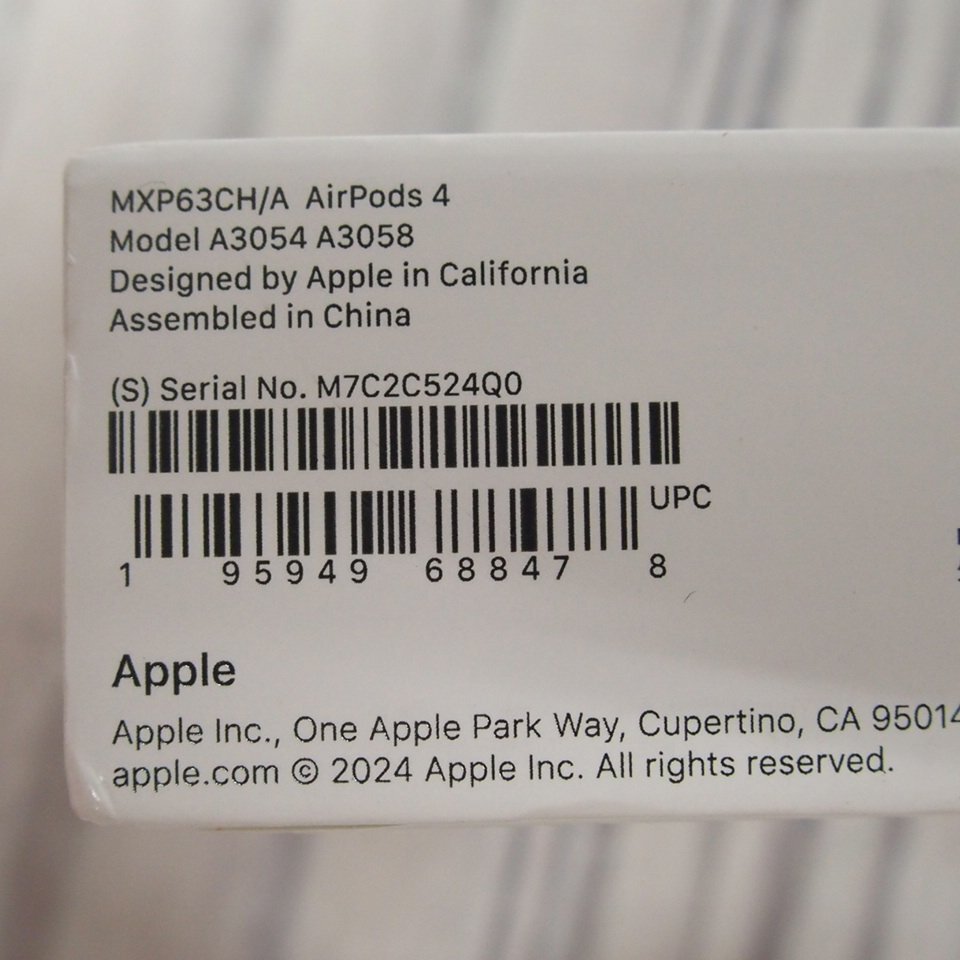 MXP63CH/A AirPods 4
Model A3054 A3058
Designed by Apple in California
Assembled in China
(S) Serial No. M7C2C524Q0
UPC
1 95949 68847 8
Apple
Apple Inc., One Apple Park Way, Cupertino, CA 95014
apple.com © 2024 Apple Inc. All rights reserved.